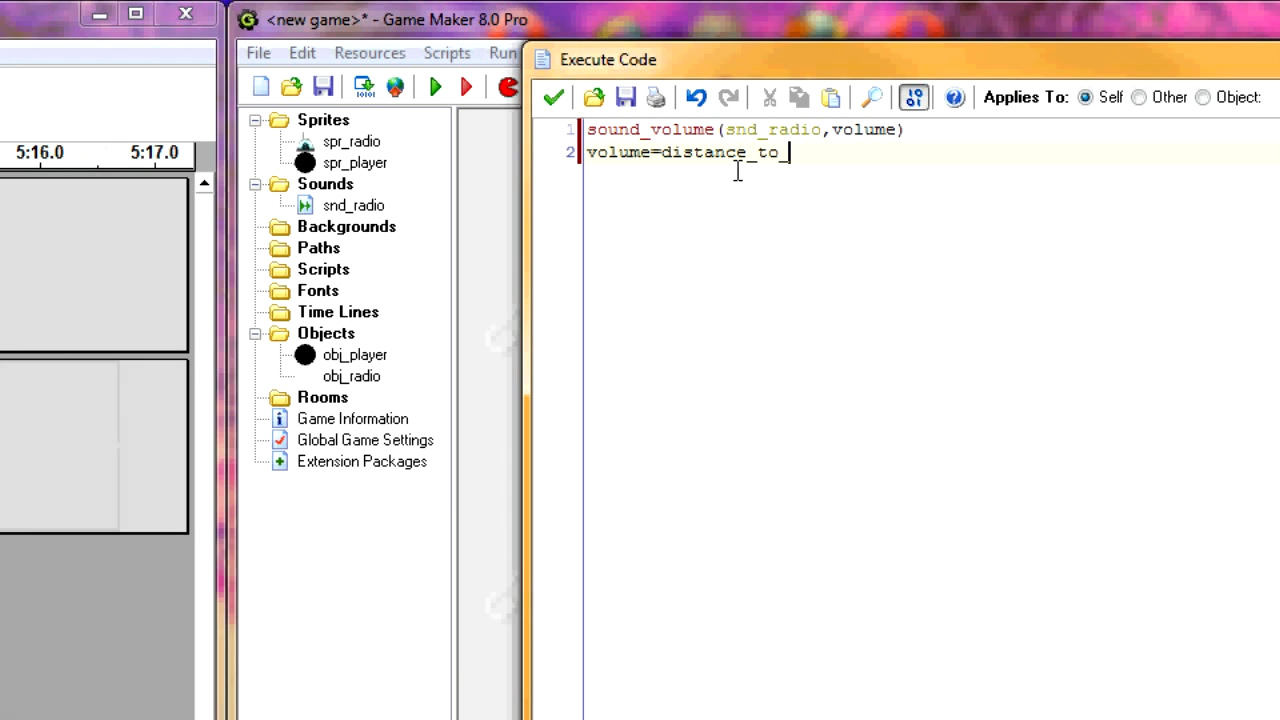 <new game>* - Game Maker 8.0 Pro
File Edit Resources Scripts Run
Execute Code
Applies To: Self Other Object:
5:16.0 5:17.0
Sprites
spr_radio
spr_player
Sounds
snd_radio
Backgrounds
Paths
Scripts
Fonts
Time Lines
Objects
obj_player
obj_radio
Rooms
Game Information
Global Game Settings
Extension Packages
1 sound_volume(snd_radio,volume)
2 volume=distance_to_